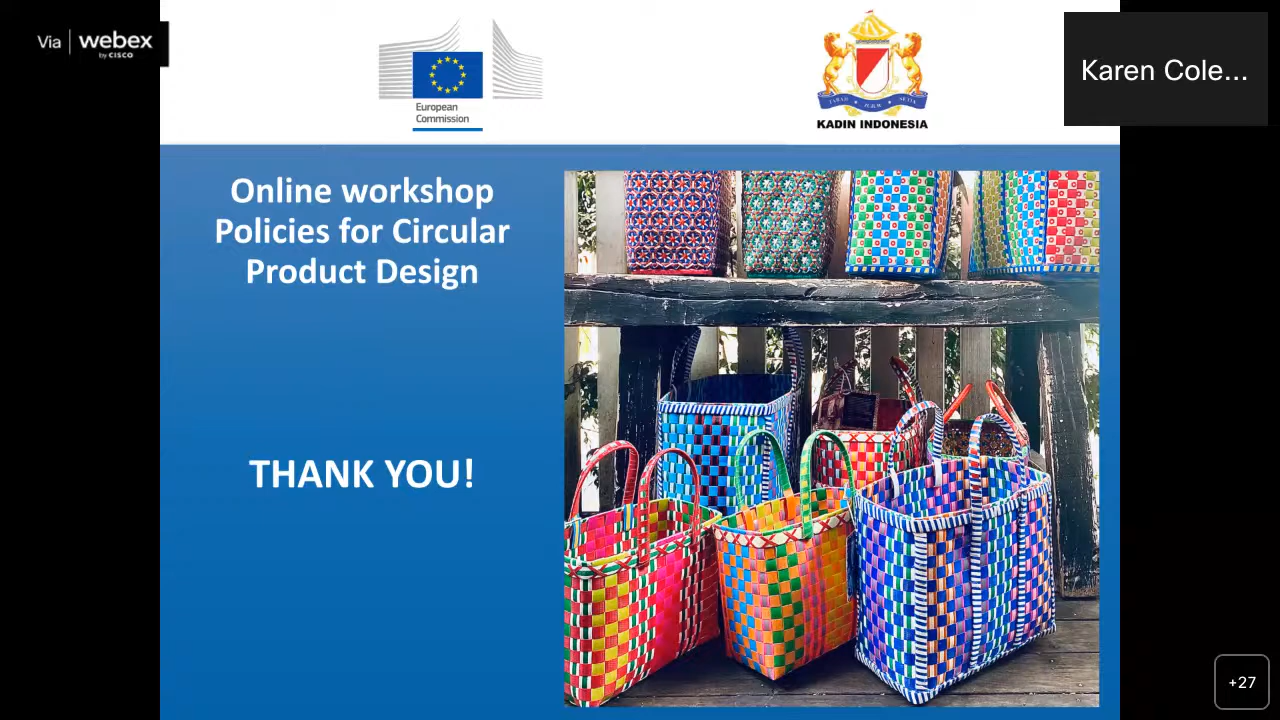 Via webex
by CISCO
European
Commission
KADIN INDONESIA
Karen Cole...
Online workshop
Policies for Circular
Product Design
THANK YOU!
+27